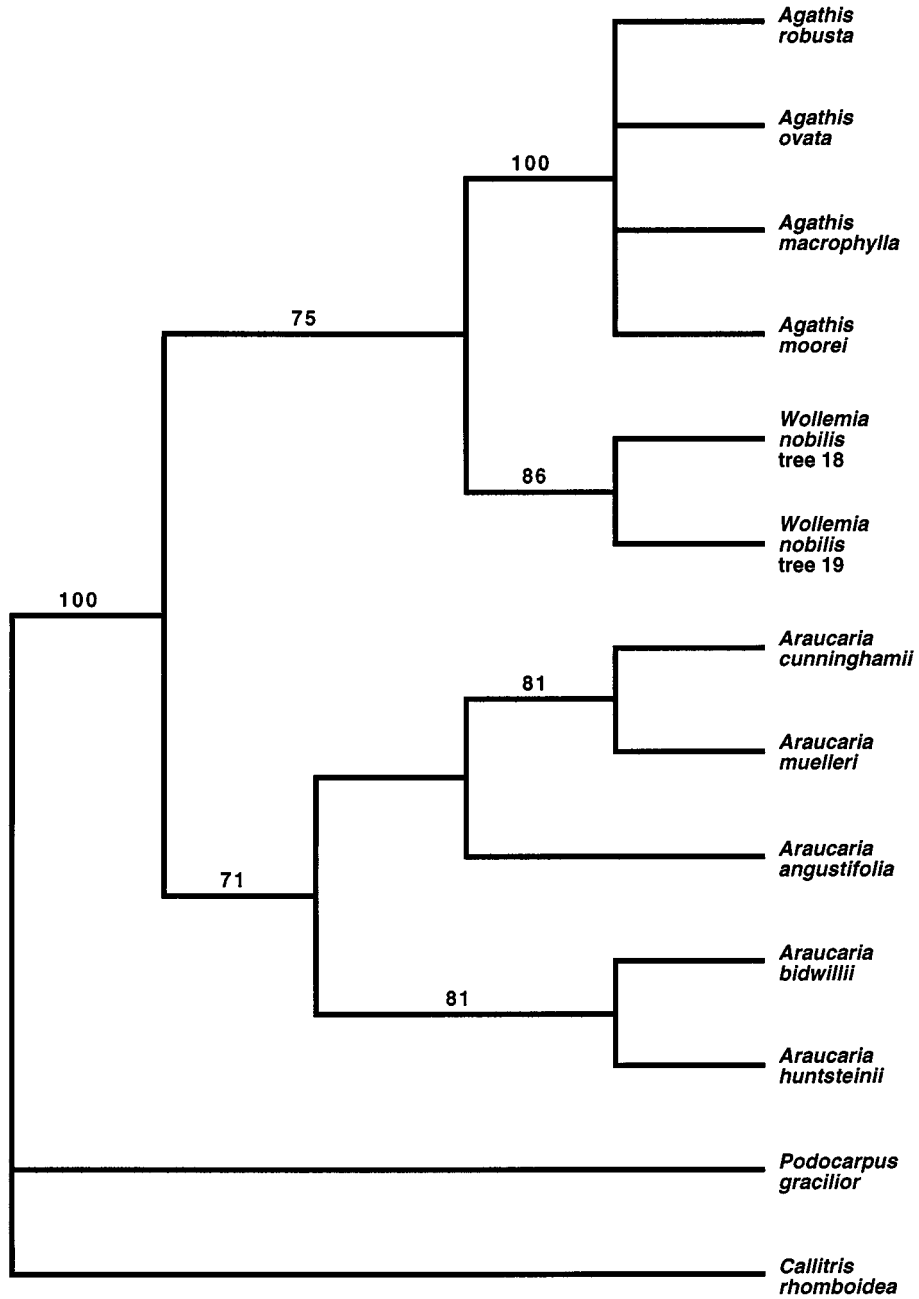 Agathis
robusta
Agathis
ovata
100
Agathis
macrophylla
75
Agathis
moorei
Wollemia
nobilis
tree 18
86
Wollemia
nobilis
tree 19
100
Araucaria
cunninghamii
81
Araucaria
muelleri
Araucaria
angustifolia
71
Araucaria
bidwillii
81
Araucaria
huntsteinii
Podocarpus
gracilior
Callitris
rhomboidea